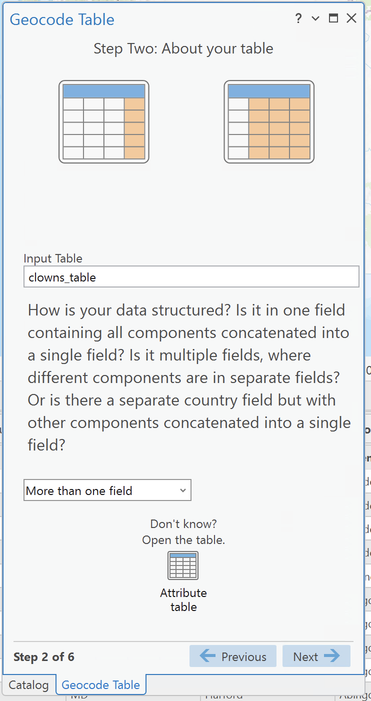 Geocode Table
?
Step Two: About your table
Input Table
clowns_table
How is your data structured? Is it in one field
containing all components concatenated into
a single field? Is it multiple fields, where
different components are in separate fields?
Or is there a separate country field but with
other components concatenated into a single
field?
More than one field
Don't know?
Open the table.
Attribute
table
Step 2 of 6
Previous
Next
Catalog
Geocode Table
MD
Harford